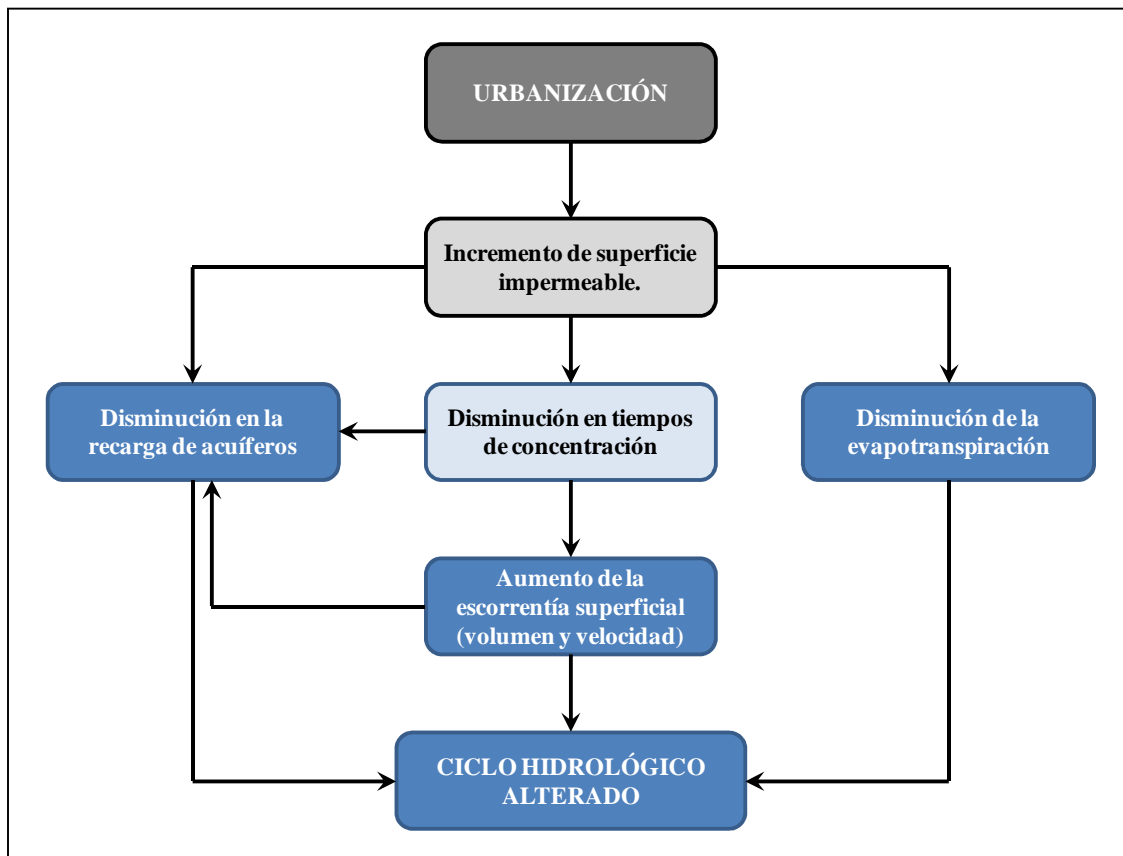 URBANIZACIÓN
Incremento de superficie
impermeable.
Disminución en la
recarga de acuíferos
Disminución en tiempos
de concentración
Disminución de la
evapotranspiración
Aumento de la
escorrentía superficial
(volumen y velocidad)
CICLO HIDROLÓGICO
ALTERADO